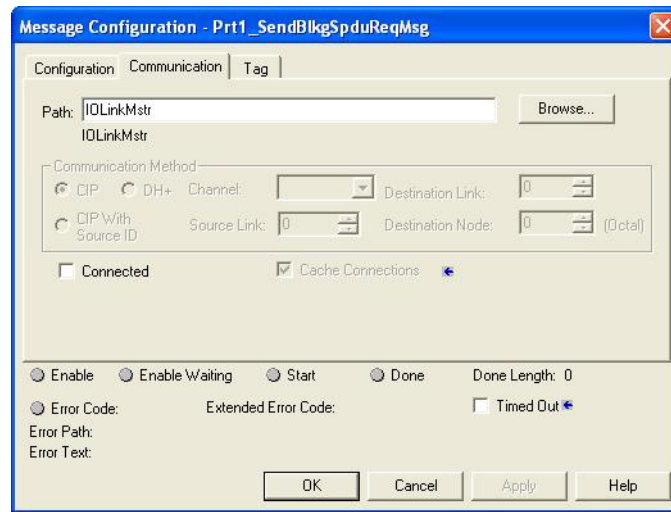 Message Configuration - Prt1_SendBlkgSpduReqMsg
Configuration Communication Tag
Path: IOLinkMstr Browse...
IOLinkMstr
Communication Method
CIP DH+ Channel: Destination Link: 0
CIP With Source ID Source Link: 0 Destination Node: 0 (Octal)
Connected Cache Connections
Enable Enable Waiting Start Done Done Length: 0
Error Code: Extended Error Code: Timed Out
Error Path:
Error Text:
OK Cancel Apply Help